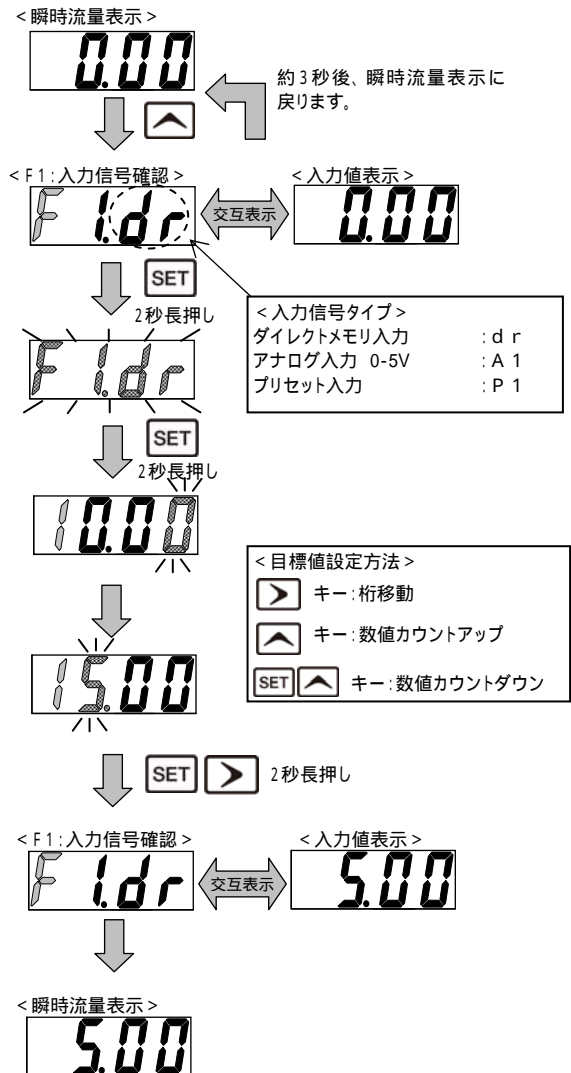 <瞬時流量表示>
0.00
約3秒後、瞬時流量表示に
戻ります。
<F1:入力信号確認> <入力値表示>
F 1.dr 交互表示 0.00
SET
2秒長押し
<入力信号タイプ>
ダイレクトメモリ入力 :dr
アナログ入力 0-5V :A1
プリセット入力 :P1
F 1.dr
SET
2秒長押し
1 0.00
<目標値設定方法>
キー:桁移動
キー:数値カウントアップ
SET キー:数値カウントダウン
1 5.00
SET 2秒長押し
<F1:入力信号確認> <入力値表示>
F 1.dr 交互表示 5.00
<瞬時流量表示>
5.00